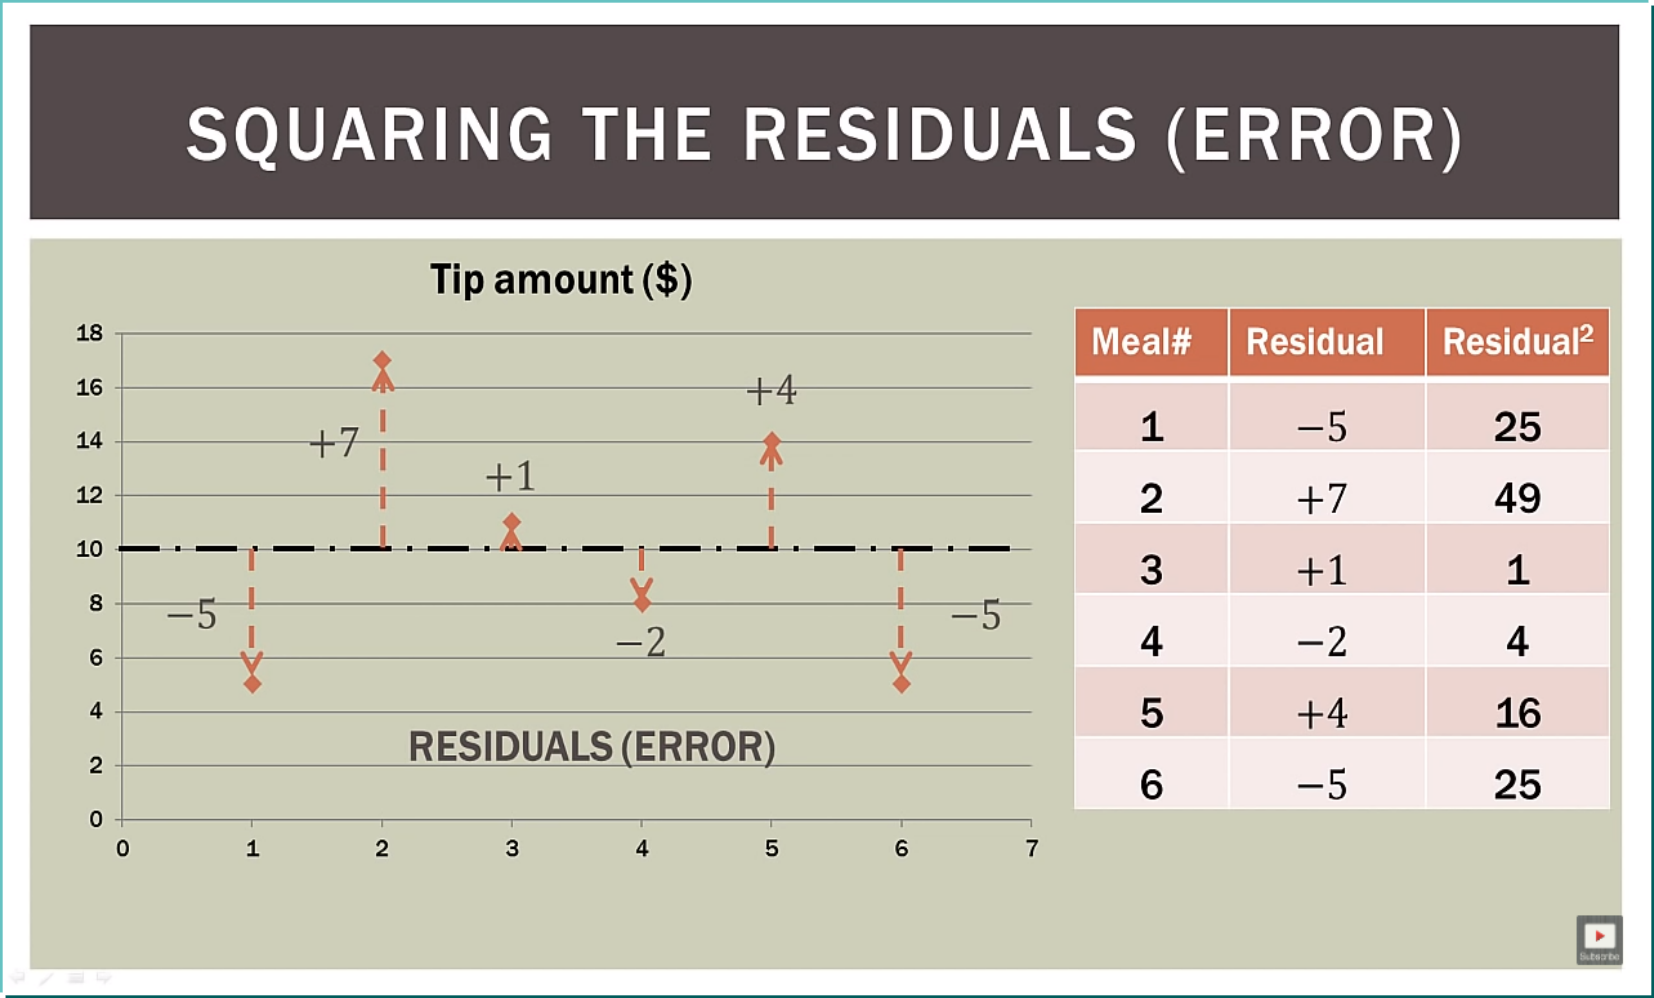 SQUARING THE RESIDUALS (ERROR)
Tip amount ($)
18
16
14
12
10
8
6
4
2
0
0 1 2 3 4 5 6 7
−5
+7
+1
−2
+4
−5
RESIDUALS (ERROR)
Meal# Residual Residual²
1 −5 25
2 +7 49
3 +1 1
4 −2 4
5 +4 16
6 −5 25
Subscribe